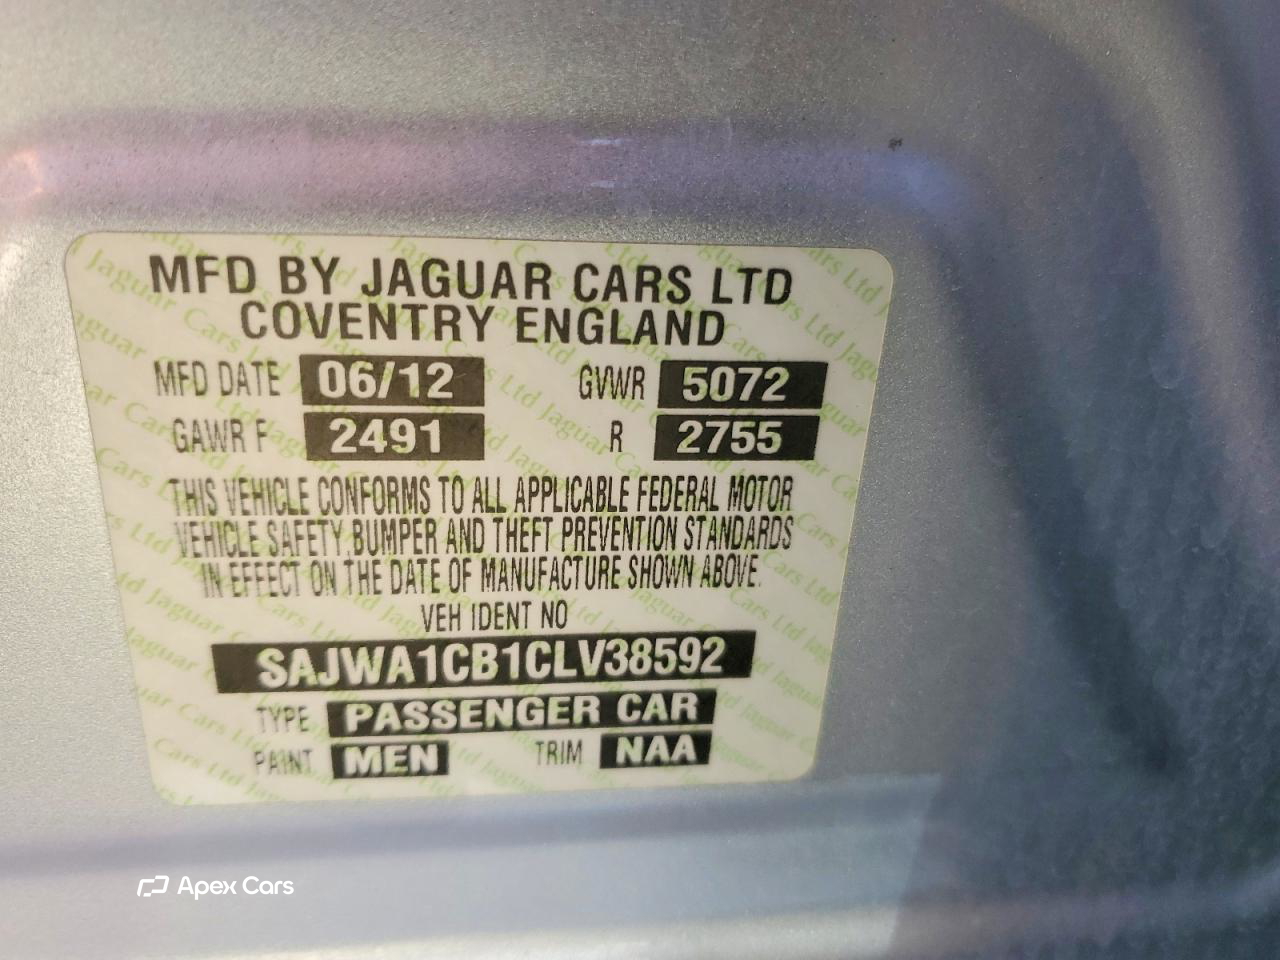 MFD BY JAGUAR CARS LTD
COVENTRY ENGLAND
MFD DATE 06/12 GVWR 5072
GAWR F 2491 R 2755
THIS VEHICLE CONFORMS TO ALL APPLICABLE FEDERAL MOTOR
VEHICLE SAFETY, BUMPER AND THEFT PREVENTION STANDARDS
IN EFFECT ON THE DATE OF MANUFACTURE SHOWN ABOVE.
VEH IDENT NO
SAJWA1CB1CLV38592
TYPE PASSENGER CAR
PAINT MEN TRIM NAA
Apex Cars